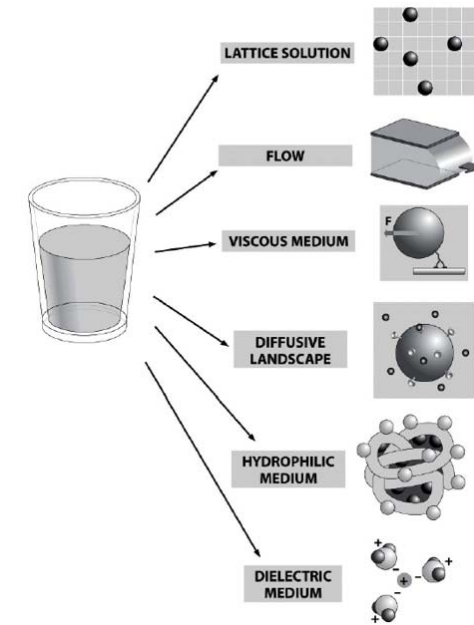 LATTICE SOLUTION
FLOW
VISCOUS MEDIUM
F
DIFFUSIVE
LANDSCAPE
HYDROPHILIC
MEDIUM
DIELECTRIC
MEDIUM
+
+
-
-
+
-
+